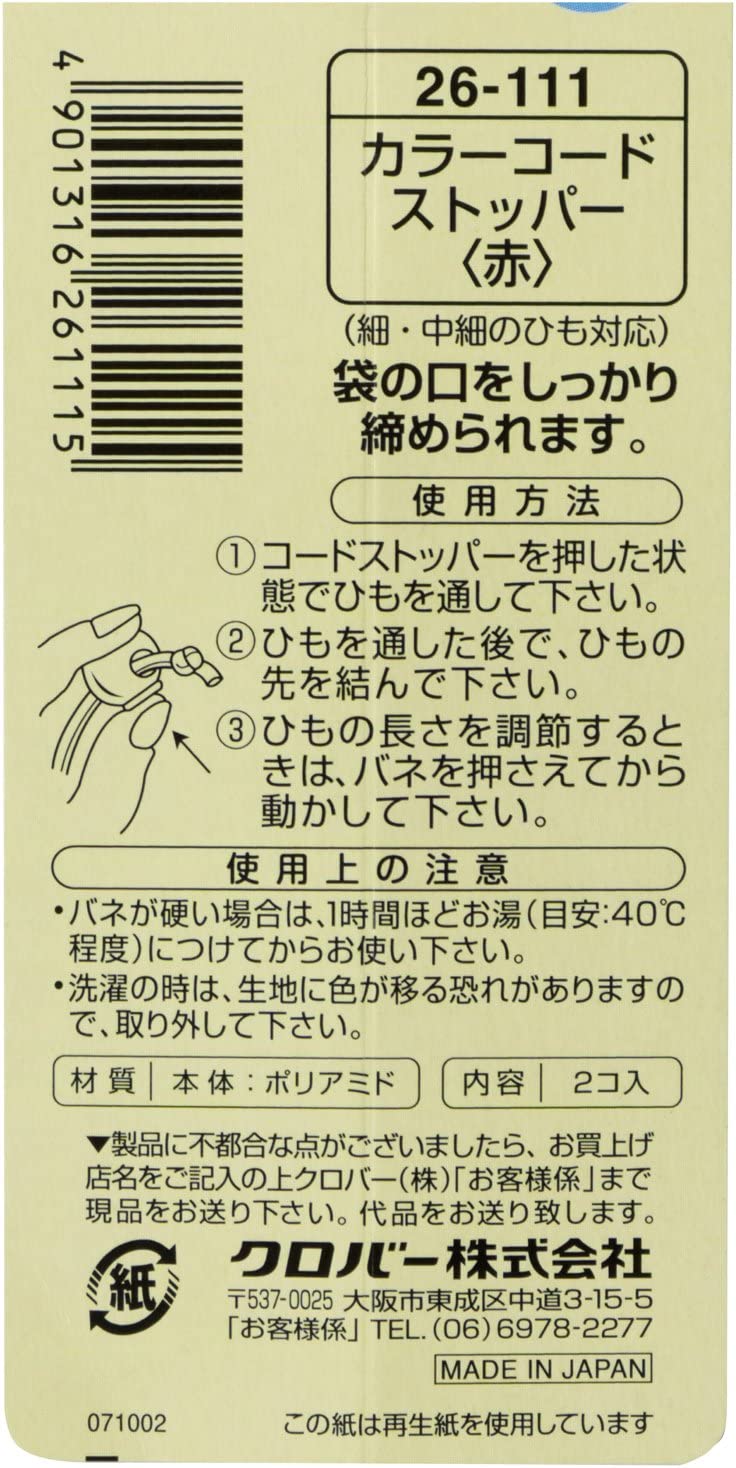 4901316261115
26-111
カラーコード
ストッパー
〈赤〉
(細・中細のひも対応)
袋の口をしっかり
締められます。
使用方法
①コードストッパーを押した状
態でひもを通して下さい。
②ひもを通した後で、ひもの
先を結んで下さい。
③ひもの長さを調節すると
きは、バネを押さえてから
動かして下さい。
使用上の注意
•バネが硬い場合は、1時間ほどお湯(目安:40℃
程度)につけてからお使い下さい。
•洗濯の時は、生地に色が移る恐れがありますの
で、取り外して下さい。
材質 | 本体:ポリアミド
内容 | 2コ入
▼製品に不都合な点がございましたら、お買上げ
店名をご記入の上クロバー(株)「お客様係」まで
現品をお送り下さい。代品をお送り致します。
紙
クロバー株式会社
〒537-0025 大阪市東成区中道3-15-5
「お客様係」TEL.(06)6978-2277
MADE IN JAPAN
071002
この紙は再生紙を使用しています